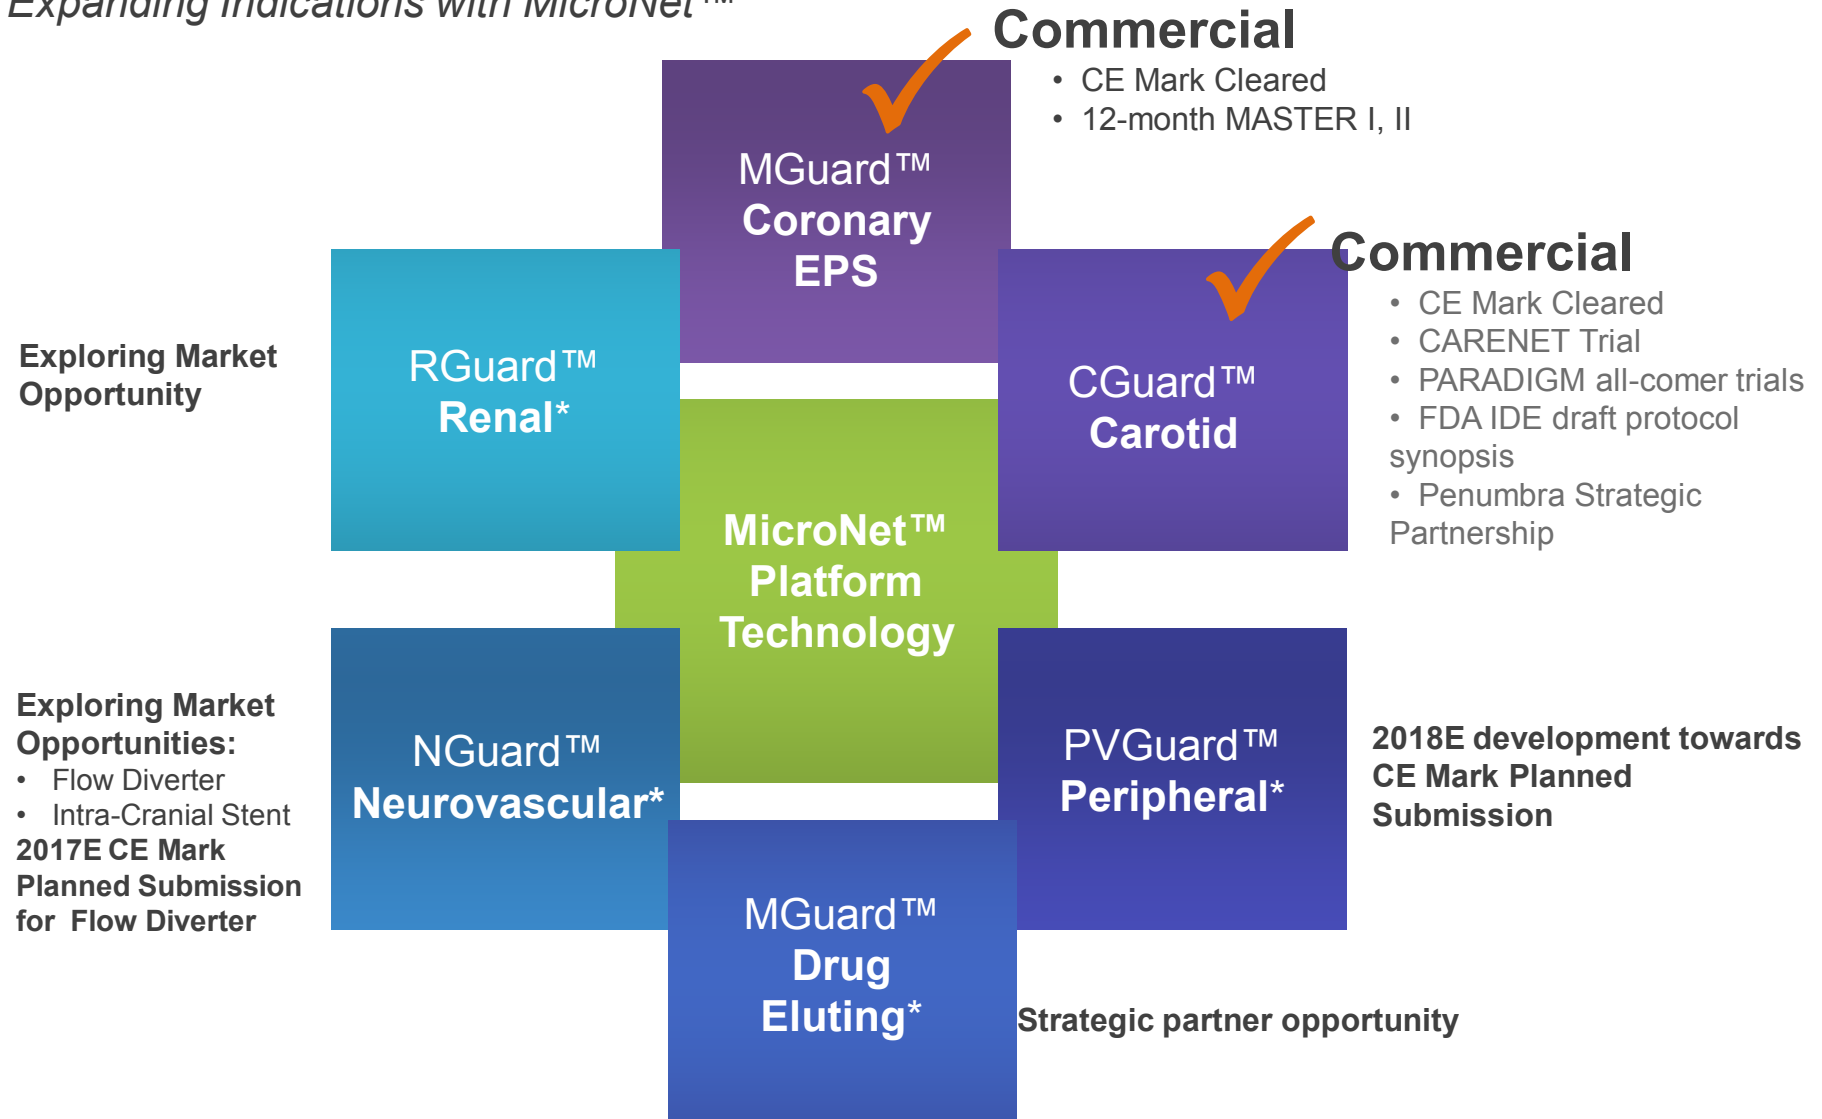 Expanding Indications with MicroNet™
Commercial
• CE Mark Cleared
• 12-month MASTER I, II
MGuard™
Coronary
EPS
Commercial
• CE Mark Cleared
• CARENET Trial
• PARADIGM all-comer trials
• FDA IDE draft protocol
synopsis
• Penumbra Strategic
Partnership
CGuard™
Carotid
Exploring Market
Opportunity
RGuard™
Renal*
MicroNet™
Platform
Technology
Exploring Market
Opportunities:
• Flow Diverter
• Intra-Cranial Stent
2017E CE Mark
Planned Submission
for Flow Diverter
NGuard™
Neurovascular*
PVGuard™
Peripheral*
2018E development towards
CE Mark Planned
Submission
MGuard™
Drug
Eluting*
Strategic partner opportunity